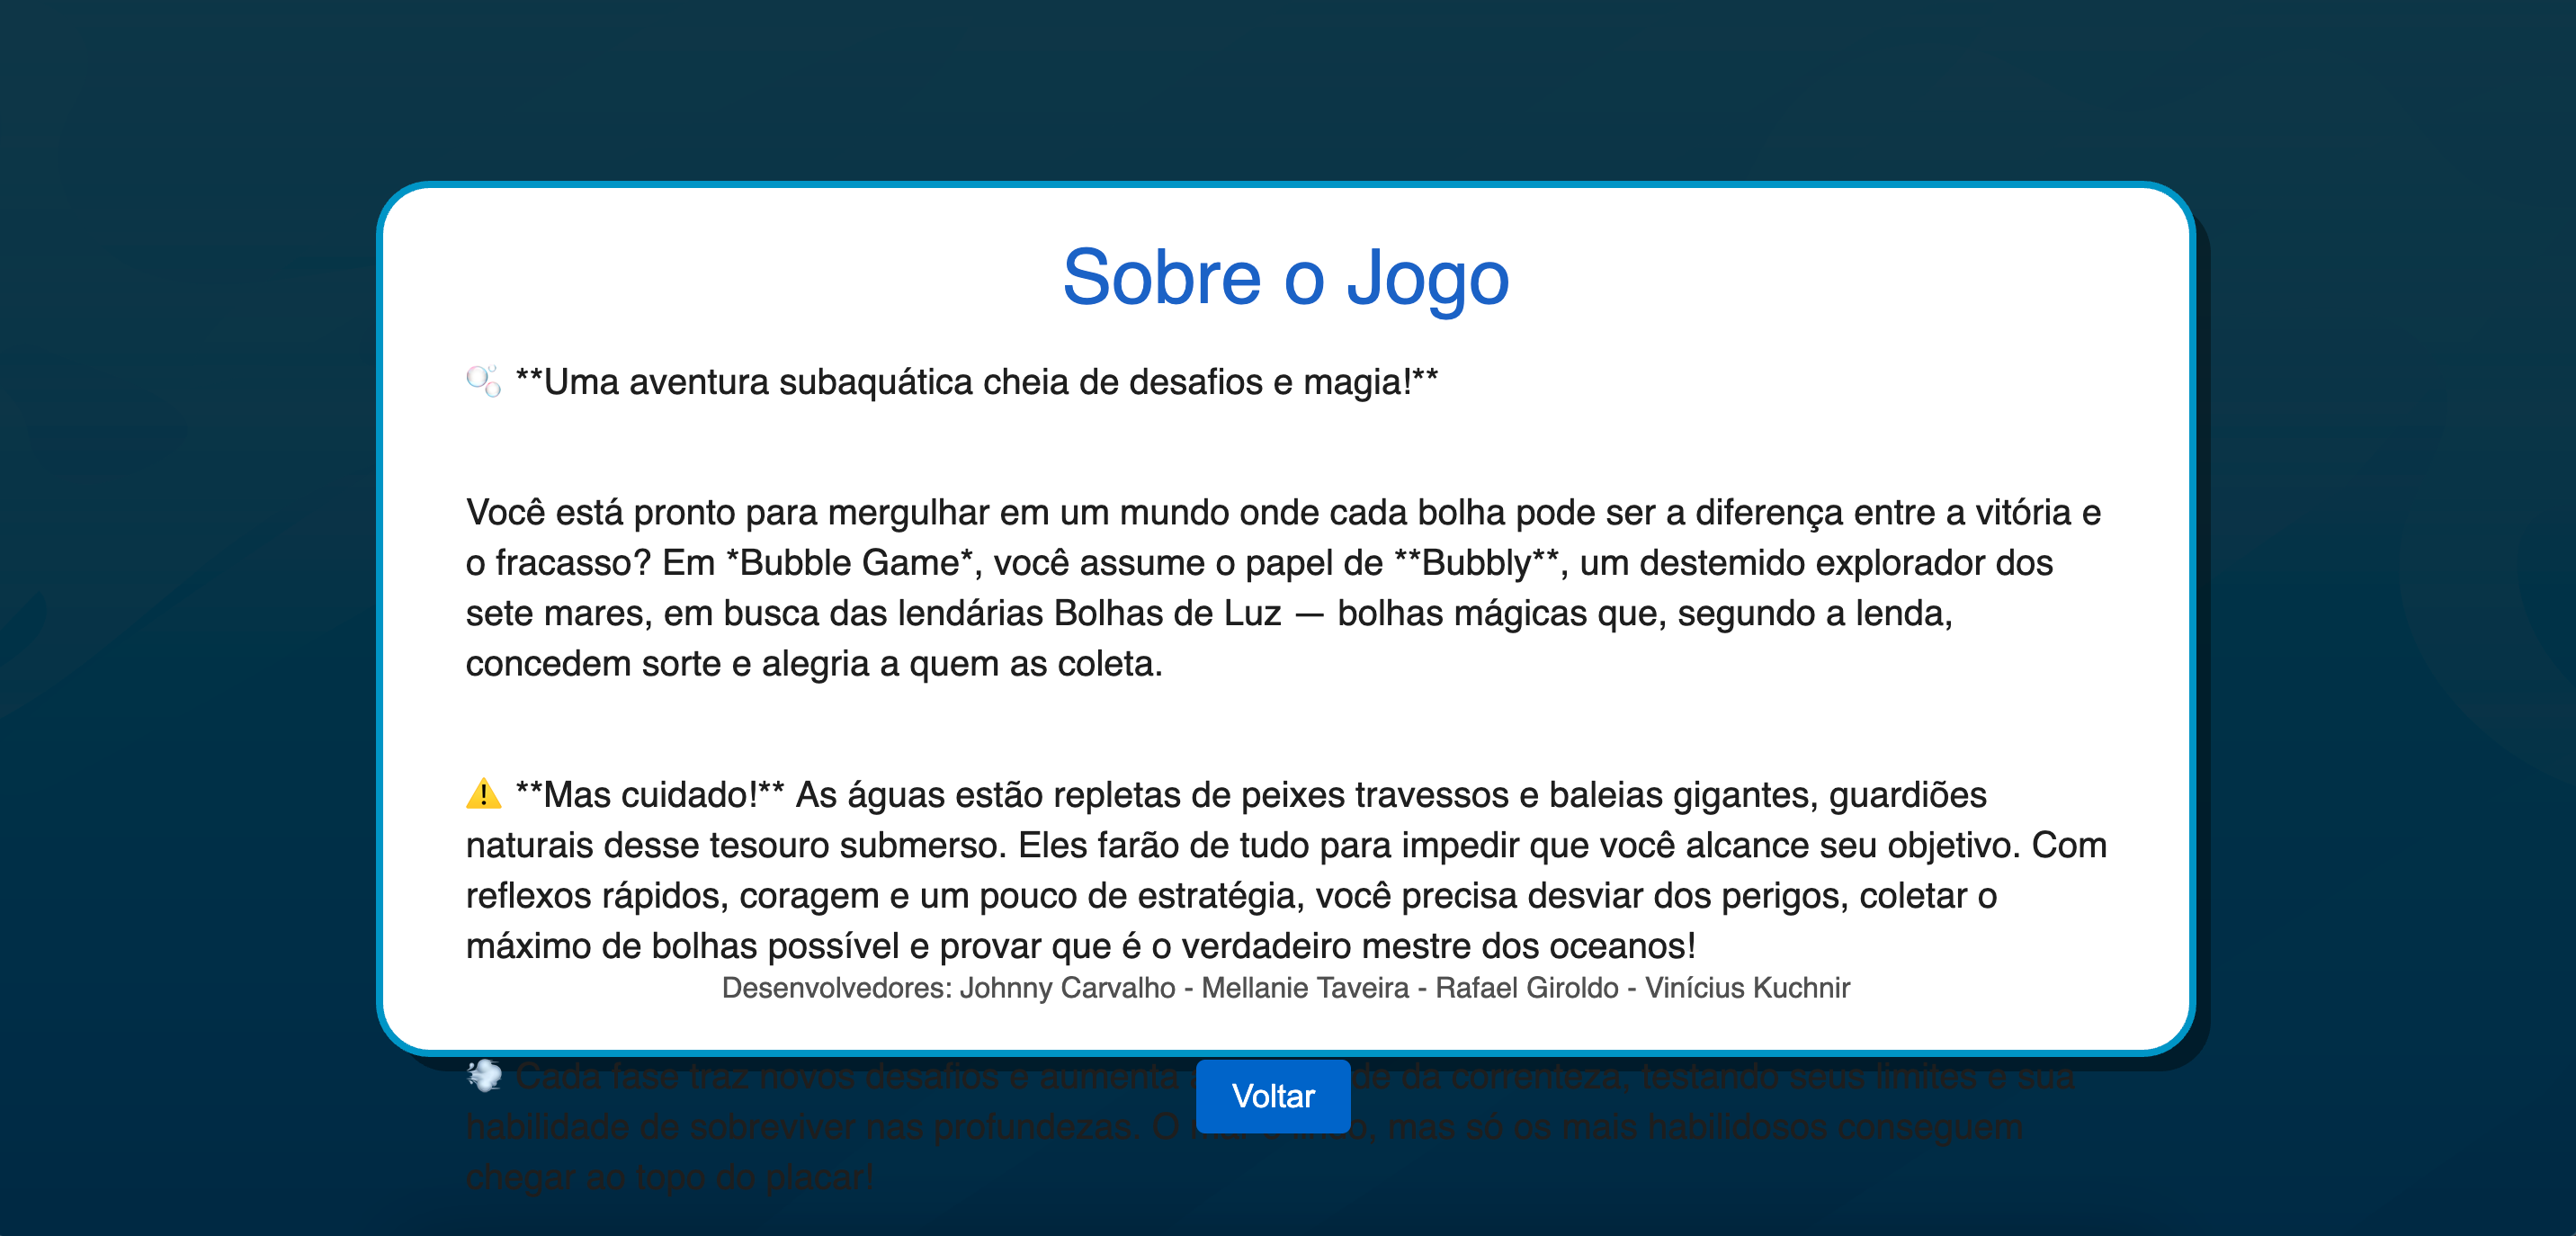 Sobre o Jogo
🫧 **Uma aventura subaquática cheia de desafios e magia!**
Você está pronto para mergulhar em um mundo onde cada bolha pode ser a diferença entre a vitória e
o fracasso? Em *Bubble Game*, você assume o papel de **Bubbly**, um destemido explorador dos
sete mares, em busca das lendárias Bolhas de Luz — bolhas mágicas que, segundo a lenda,
concedem sorte e alegria a quem as coleta.
⚠️ **Mas cuidado!** As águas estão repletas de peixes travessos e baleias gigantes, guardiões
naturais desse tesouro submerso. Eles farão de tudo para impedir que você alcance seu objetivo. Com
reflexos rápidos, coragem e um pouco de estratégia, você precisa desviar dos perigos, coletar o
máximo de bolhas possível e provar que é o verdadeiro mestre dos oceanos!
Desenvolvedores: Johnny Carvalho - Mellanie Taveira - Rafael Giroldo - Vinícius Kuchnir
💨 Cada fase traz novos desafios e aumenta da correnteza, testando seus limites e sua
habilidade de sobreviver nas profundezas. O mas só os mais habilidosos conseguem
chegar ao topo do placar!
Voltar